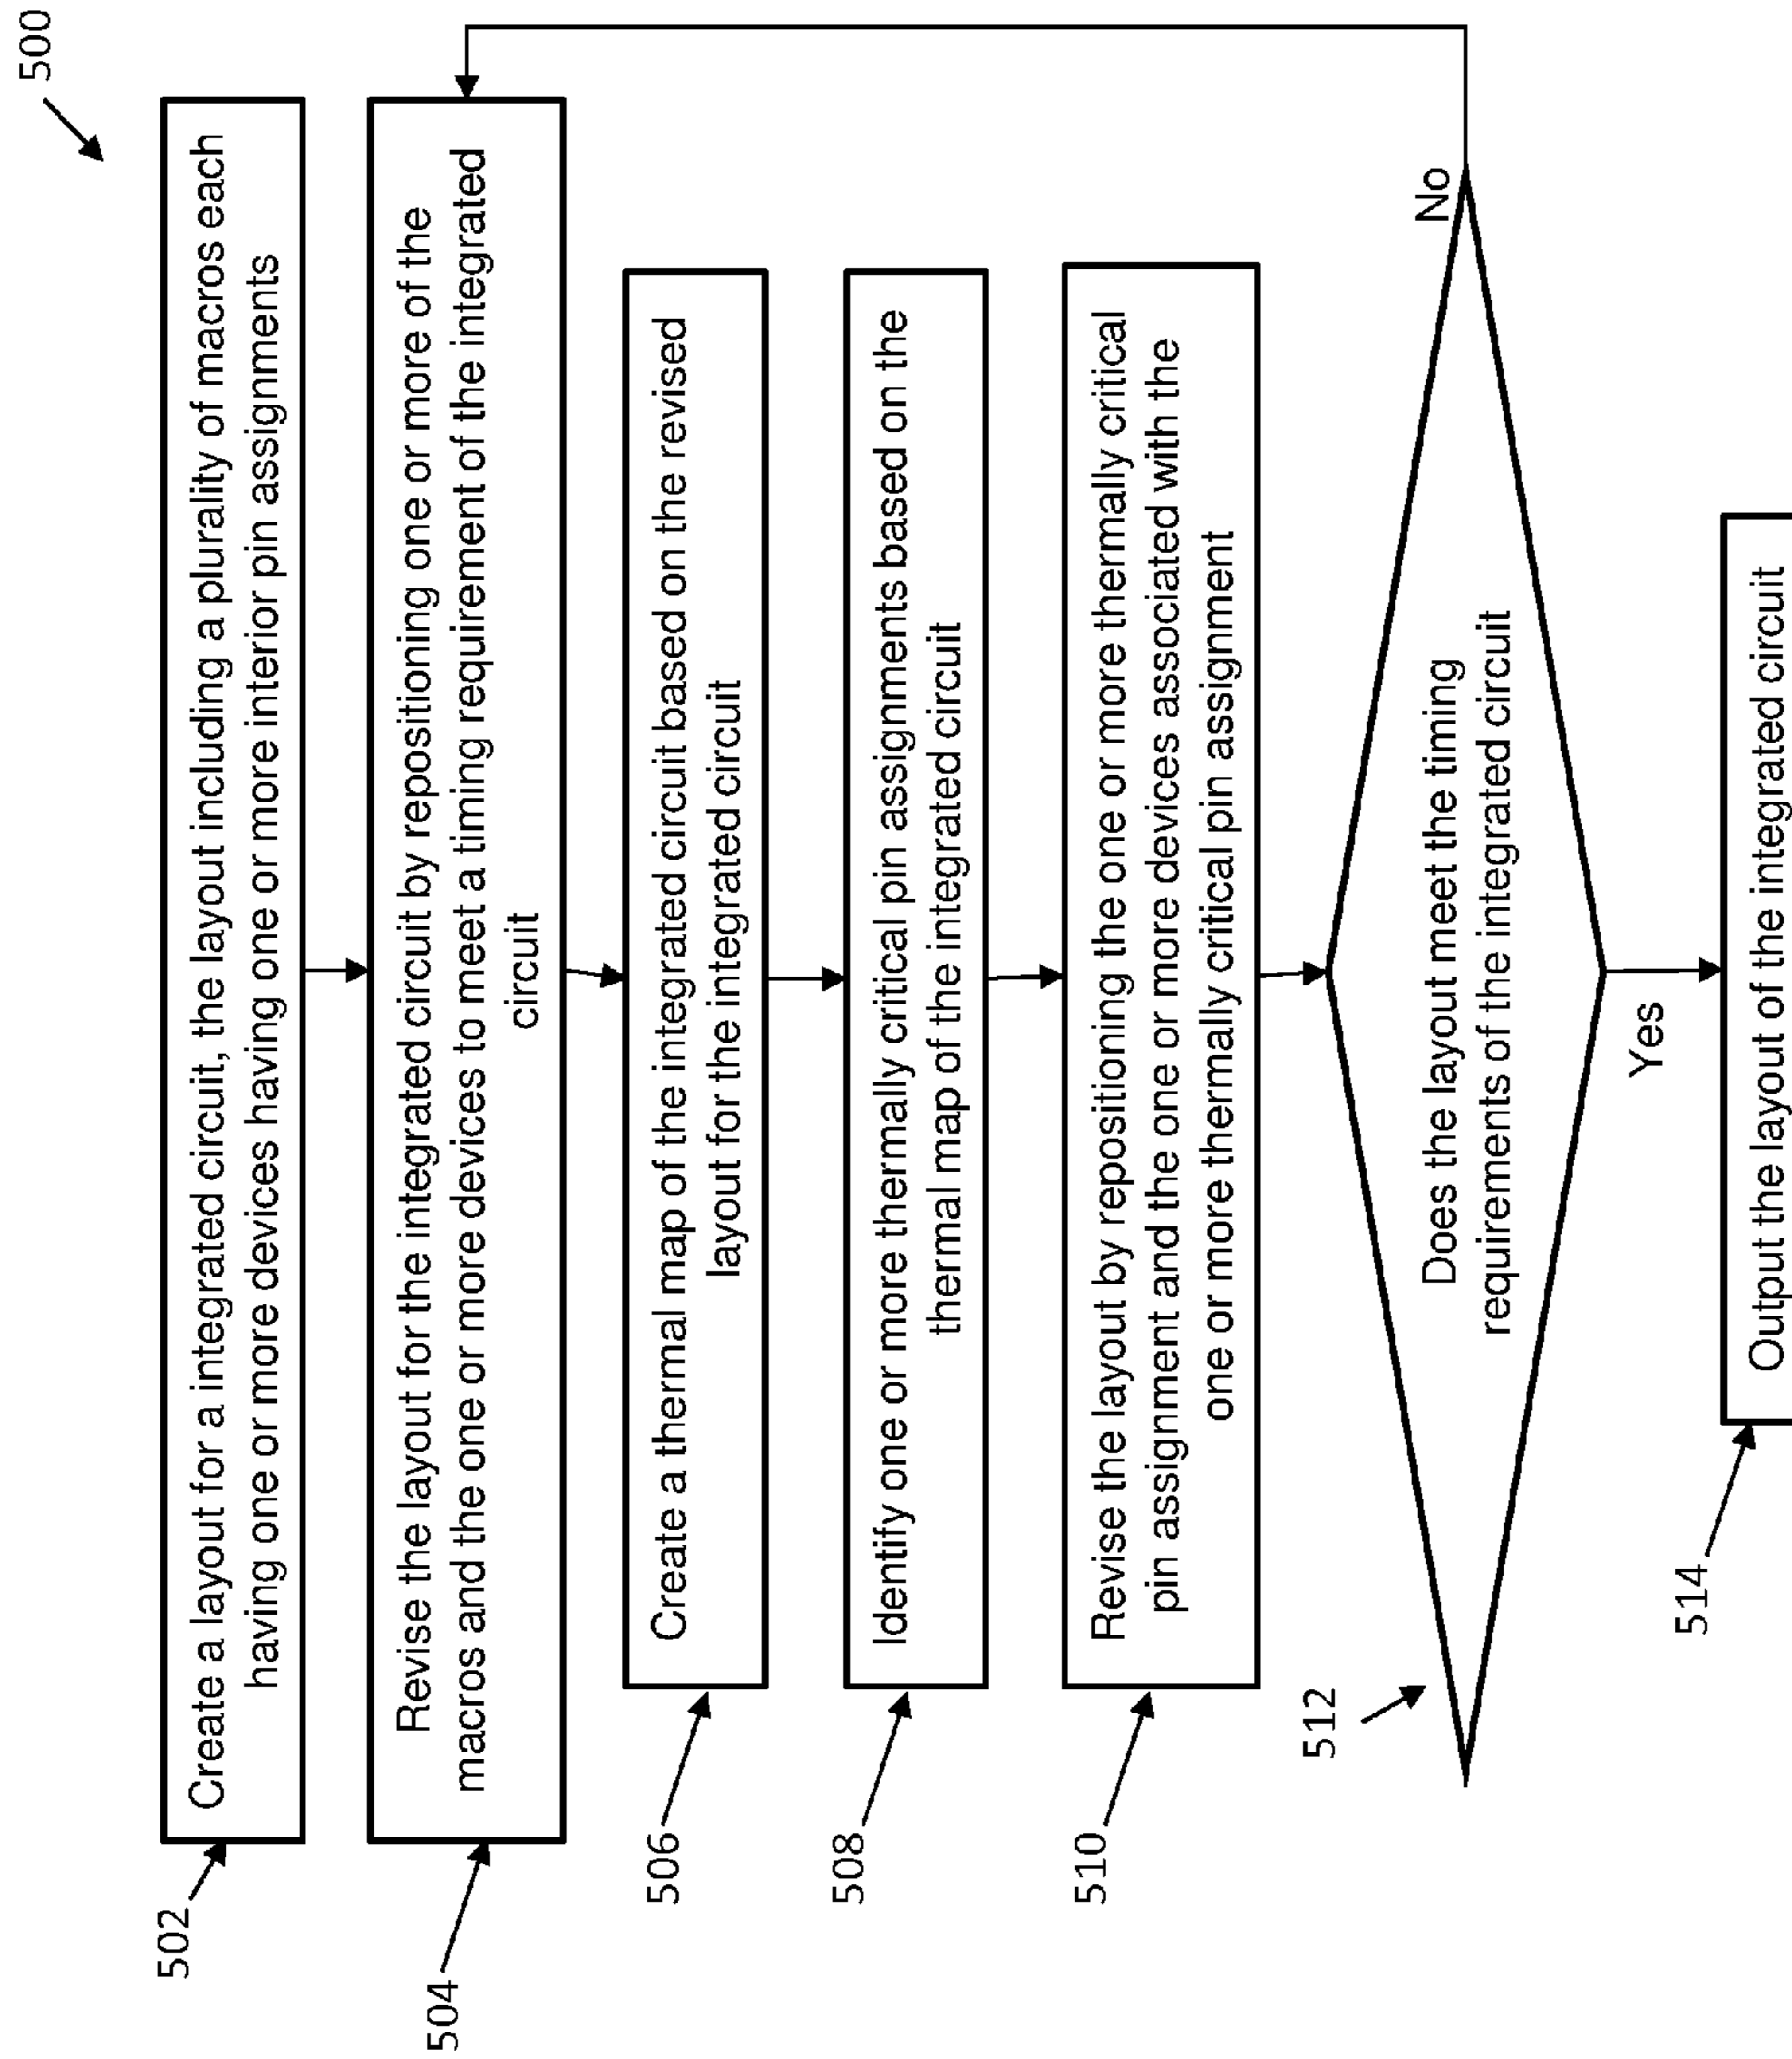 500
502
Create a layout for a integrated circuit, the layout including a plurality of macros each
having one or more devices having one or more interior pin assignments
504
Revise the layout for the integrated circuit by repositioning one or more of the
macros and the one or more devices to meet a timing requirement of the integrated
circuit
506
Create a thermal map of the integrated circuit based on the revised
layout for the integrated circuit
508
Identify one or more thermally critical pin assignments based on the
thermal map of the integrated circuit
510
Revise the layout by repositioning the one or more thermally critical
pin assignment and the one or more devices associated with the
one or more thermally critical pin assignment
512
Does the layout meet the timing
requirements of the integrated circuit
No
Yes
514
Output the layout of the integrated circuit